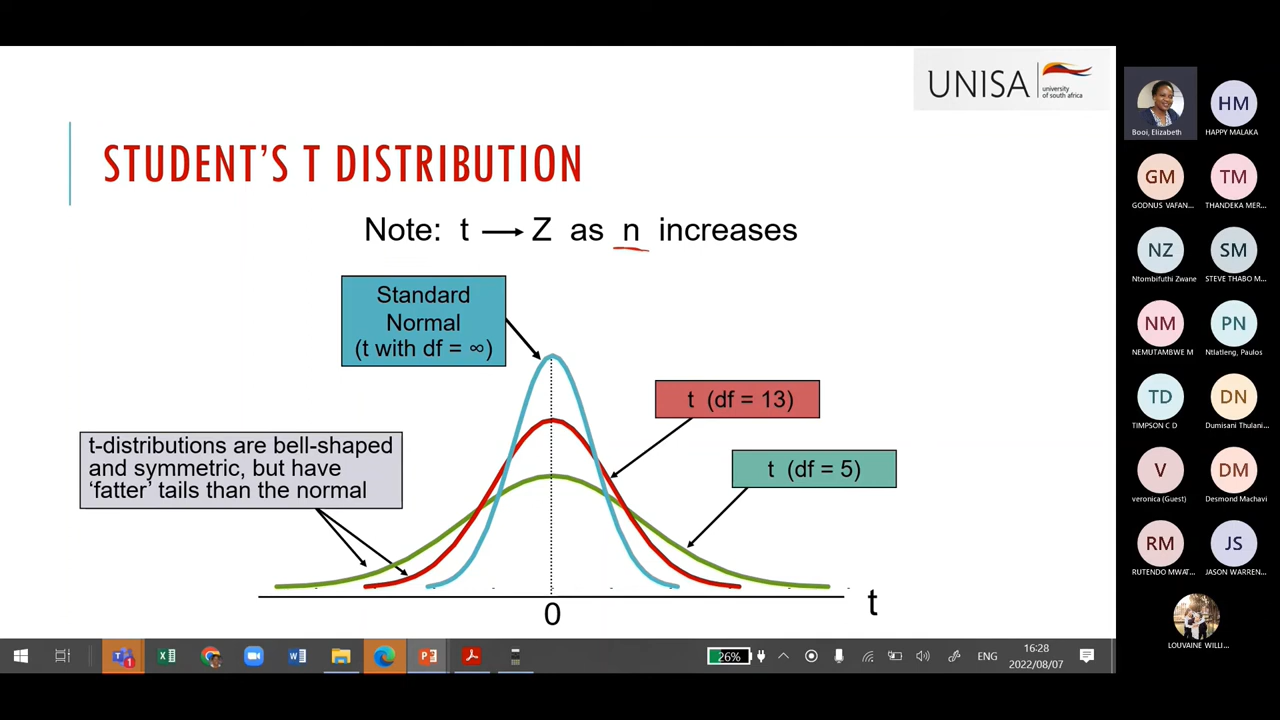 UNISA
university
of south africa
STUDENT'S T DISTRIBUTION
Note: t → Z as n increases
Standard
Normal
(t with df = ∞)
t (df = 13)
t (df = 5)
t-distributions are bell-shaped
and symmetric, but have
'fatter' tails than the normal
0
t
Booi, Elizabeth
HM
HAPPY MALAKA
GM
GODNUS VAFAN...
TM
THANDEKA MER...
NZ
Ntombifuthi Zwane
SM
STEVE THABO M...
NM
NEMUTAMBWE M
PN
Ntlatleng, Paulos
TD
TIMPSON C D
DN
Dumisani Thulani...
V
veronica (Guest)
DM
Desmond Machavi
RM
RUTENDO MWAT...
JS
JASON WARREN...
LOUVAINE WILLI...
1
26%
ENG
16:28
2022/08/07